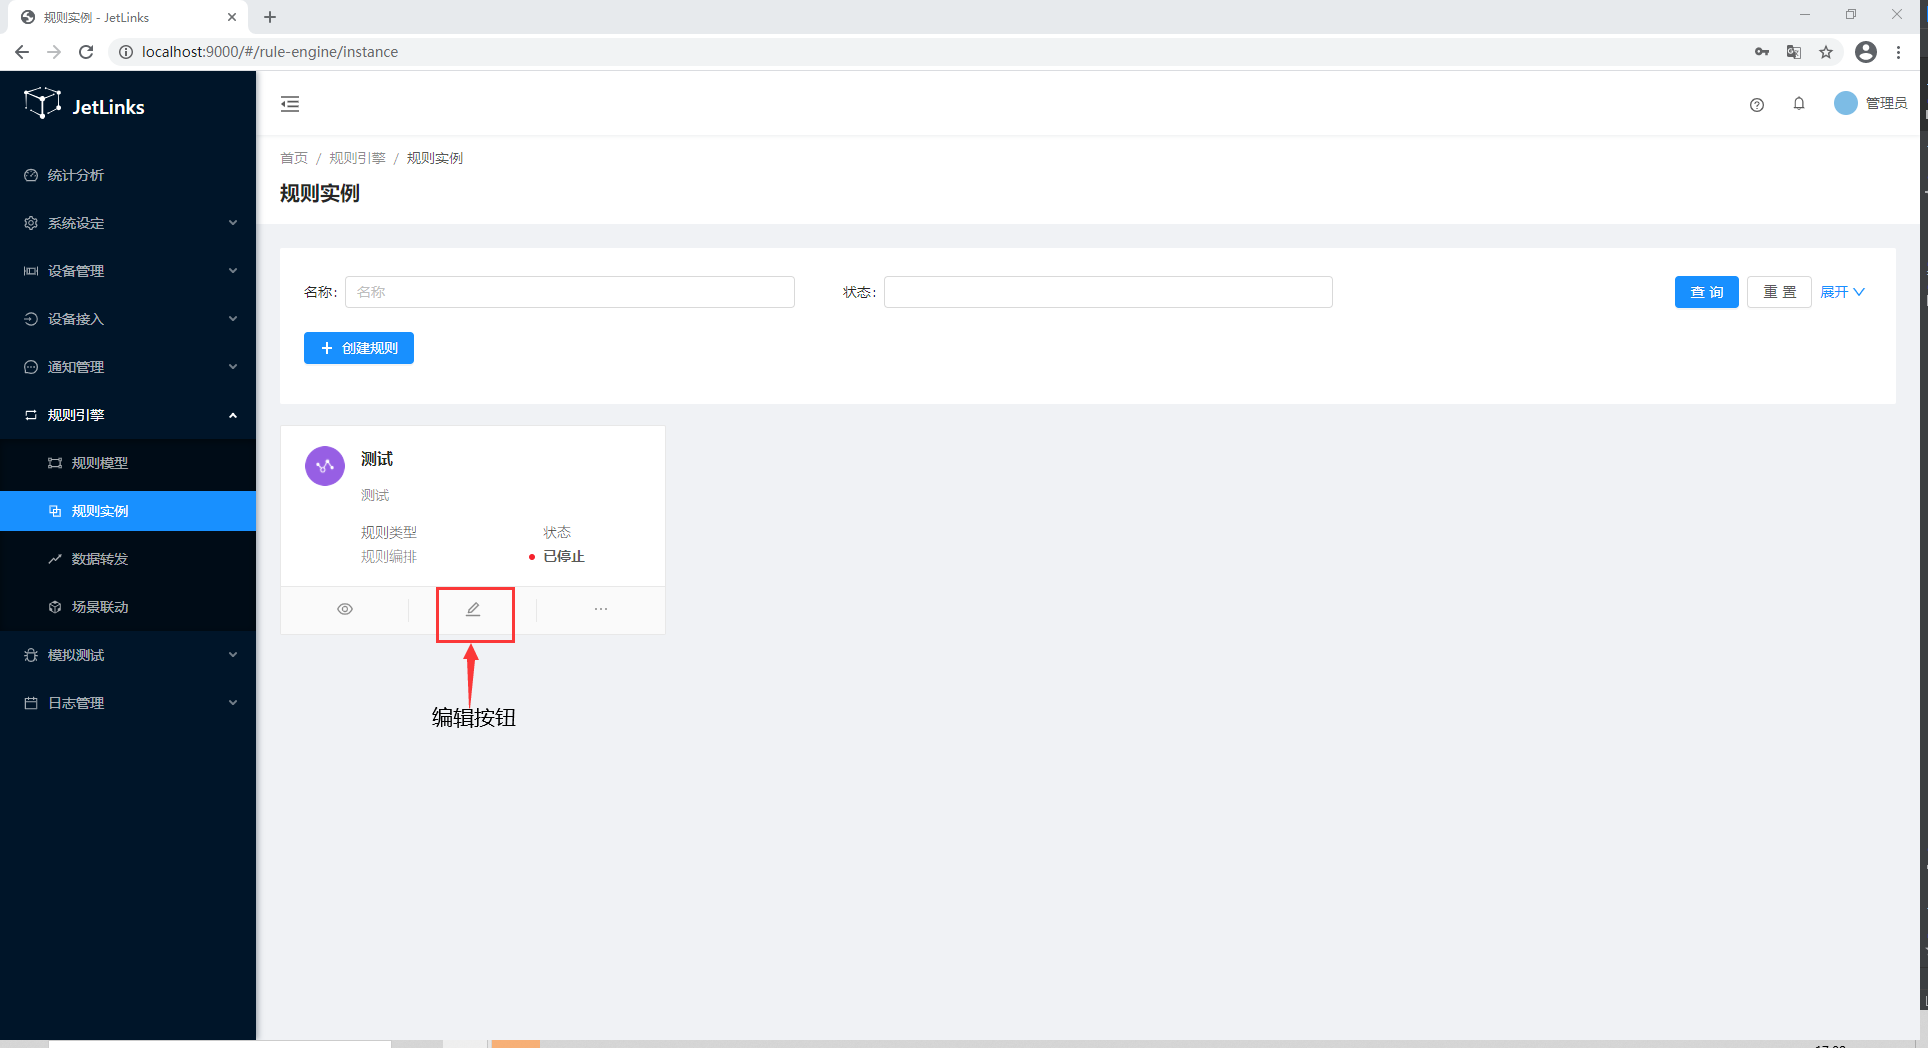 规则实例 - JetLinks
localhost:9000/#/rule-engine/instance
JetLinks
管理员
首页 / 规则引擎 / 规则实例
规则实例
统计分析
系统设定
设备管理
设备接入
通知管理
规则引擎
规则模型
规则实例
数据转发
场景联动
模拟测试
日志管理
名称: 名称
状态:
查 询
重 置
展开
创建规则
测试
测试
规则类型
状态
规则编排
已停止
编辑按钮